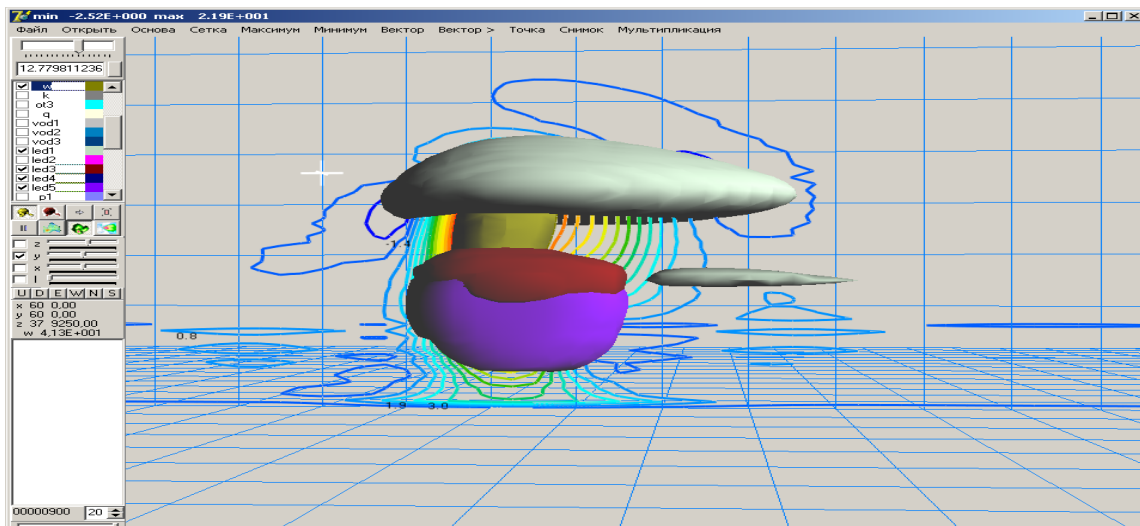 min -2.52E+000 max 2.19E+001
Файл Открыть Основа Сетка Максимум Минимум Вектор Вектор > Точка Снимок Мультипликация
12.779811236
w
k
ot3
q
vod1
vod2
vod3
led1
led2
led3
led4
led5
p1
z
y
x
l
U D E W N S
x 60 0,00
y 60 0,00
z 37 9250,00
w 4,13E+001
00000900 20
-1.4
0.8
1.9 3.0